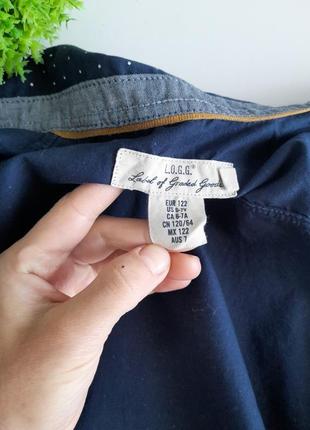 L.O.G.G.
Label of Graded Goods
EUR 122
US 6-7Y
CA 6-7A
CN 120/64
MX 122
AUS 7